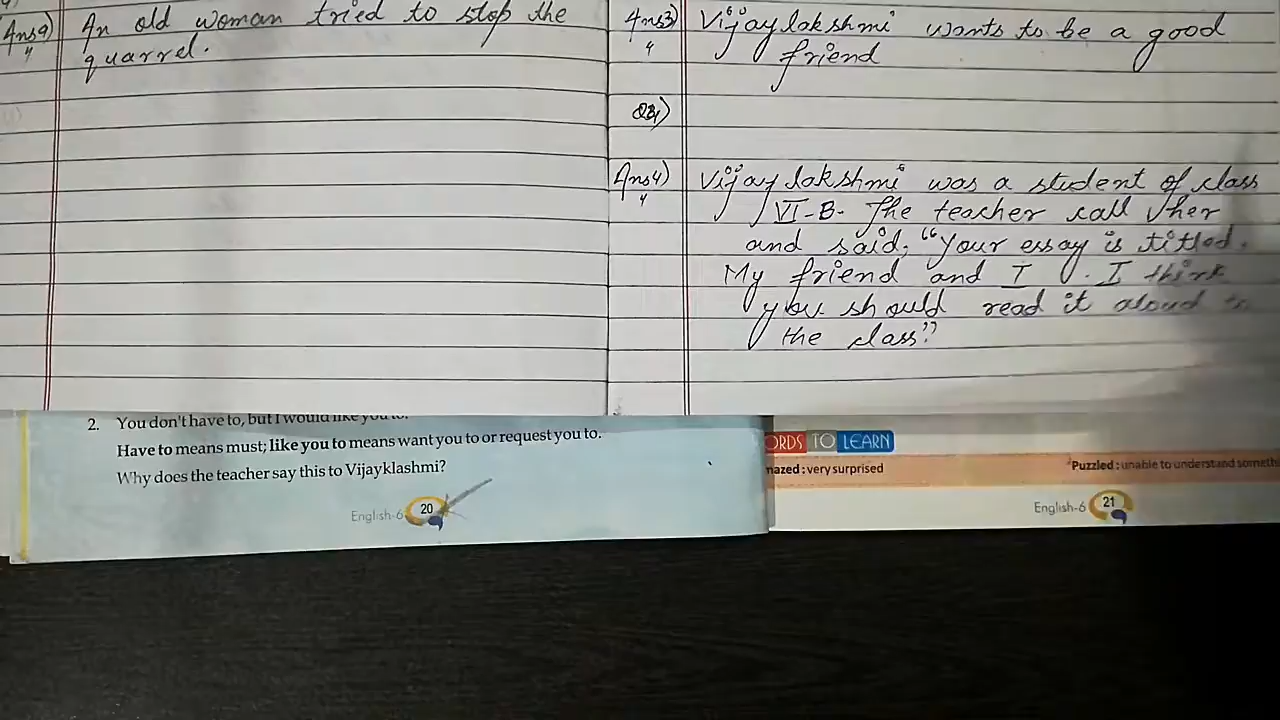 Ans9) An old woman tried to stop the
quarrel.
Ans3) Vijaylakshmi wants to be a good
friend
Ans4) Vijaylakshmi was a student of class
VI-B. The teacher call her
and said, "Your essay is titled.
My friend and I. I think
you should read it aloud to
the class"
2. You don't have to, but I would like you to.
Have to means must; like you to means want you to or request you to.
Why does the teacher say this to Vijayklashmi?
English-6 20
ORDS TO LEARN
mazed : very surprised
Puzzled : unable to understand someth
English-6 21